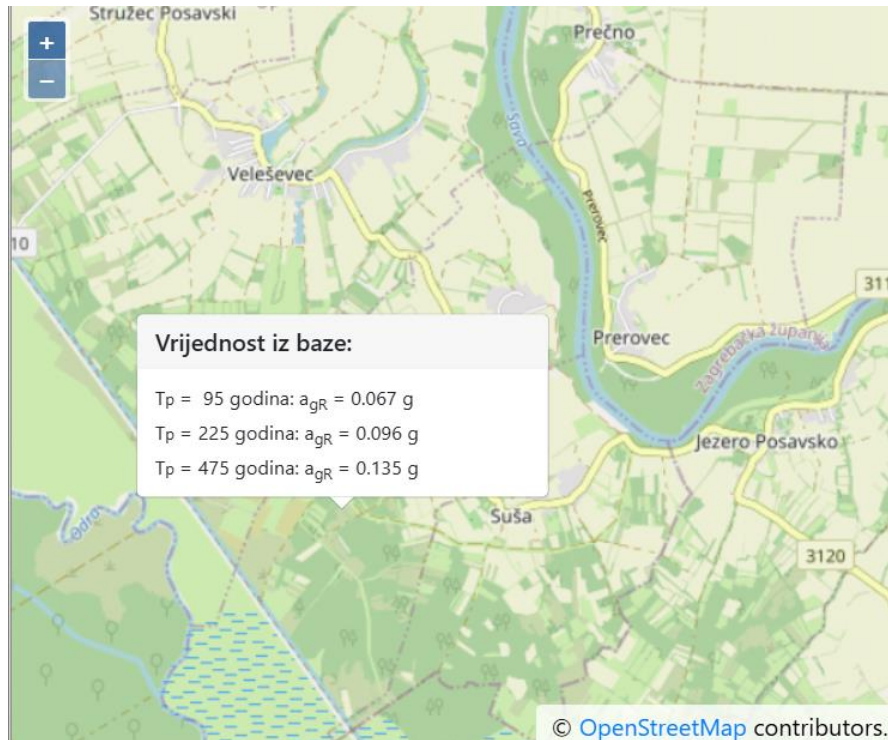 Stružec Posavski
+
−
Prečno
Sava
Veleševec
Prerovec
10
311
Vrijednost iz baze:
Tp = 95 godina: agR = 0.067 g
Tp = 225 godina: agR = 0.096 g
Tp = 475 godina: agR = 0.135 g
Prerovec
Zagrebačka županija
Jezero Posavsko
Odra
Suša
3120
© OpenStreetMap contributors.